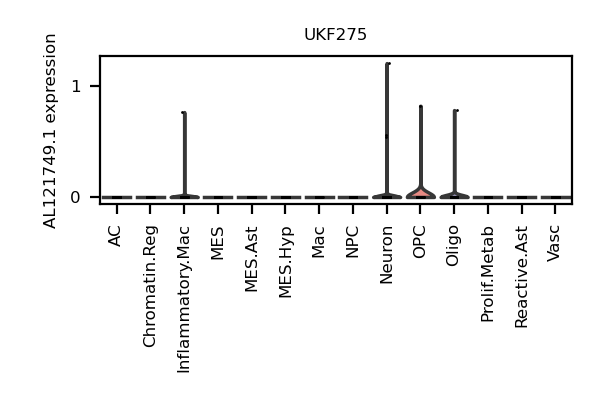 UKF275
AL121749.1 expression
1
0
AC
Chromatin.Reg
Inflammatory.Mac
MES
MES.Ast
MES.Hyp
Mac
NPC
Neuron
OPC
Oligo
Prolif.Metab
Reactive.Ast
Vasc